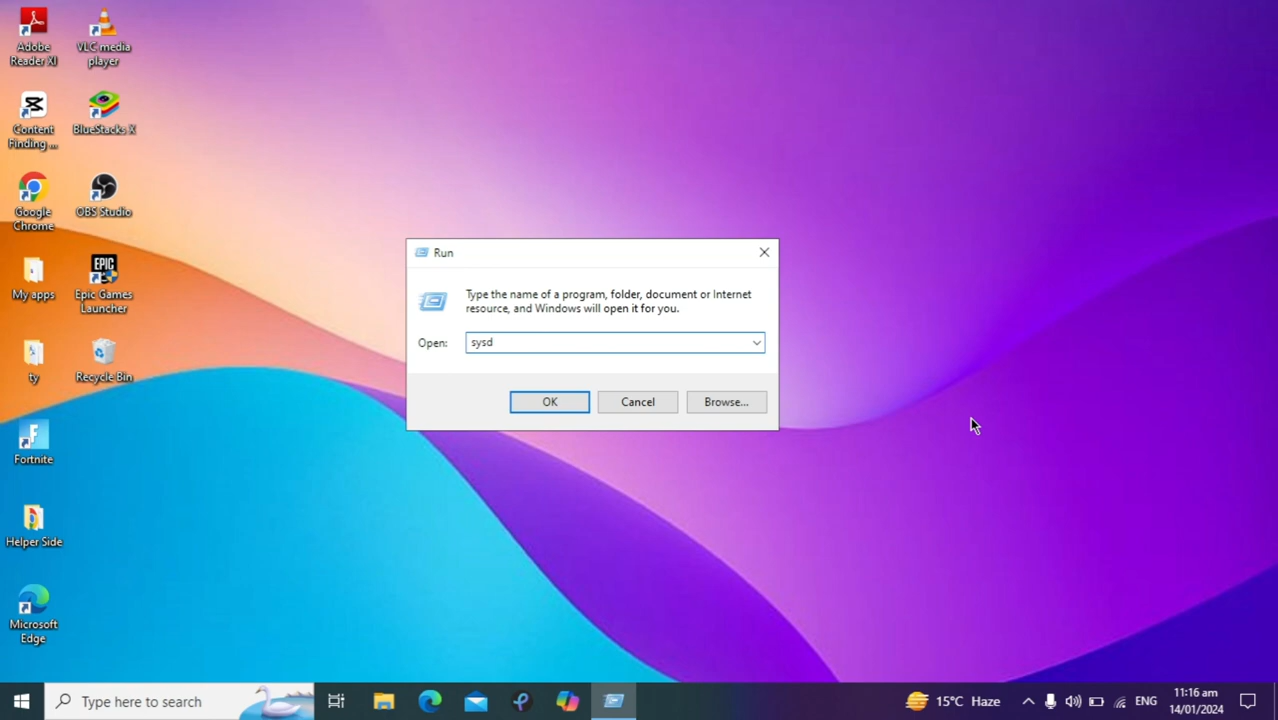 Adobe
Reader XI
VLC media
player
Content
Finding ...
BlueStacks X
Google
Chrome
OBS Studio
My apps
EPIC
GAMES
Epic Games
Launcher
ty
Recycle Bin
Fortnite
Helper Side
Microsoft
Edge
Run
Type the name of a program, folder, document or Internet
resource, and Windows will open it for you.
Open:
sysd
OK
Cancel
Browse...
Type here to search
15°C Haze
ENG
11:16 am
14/01/2024